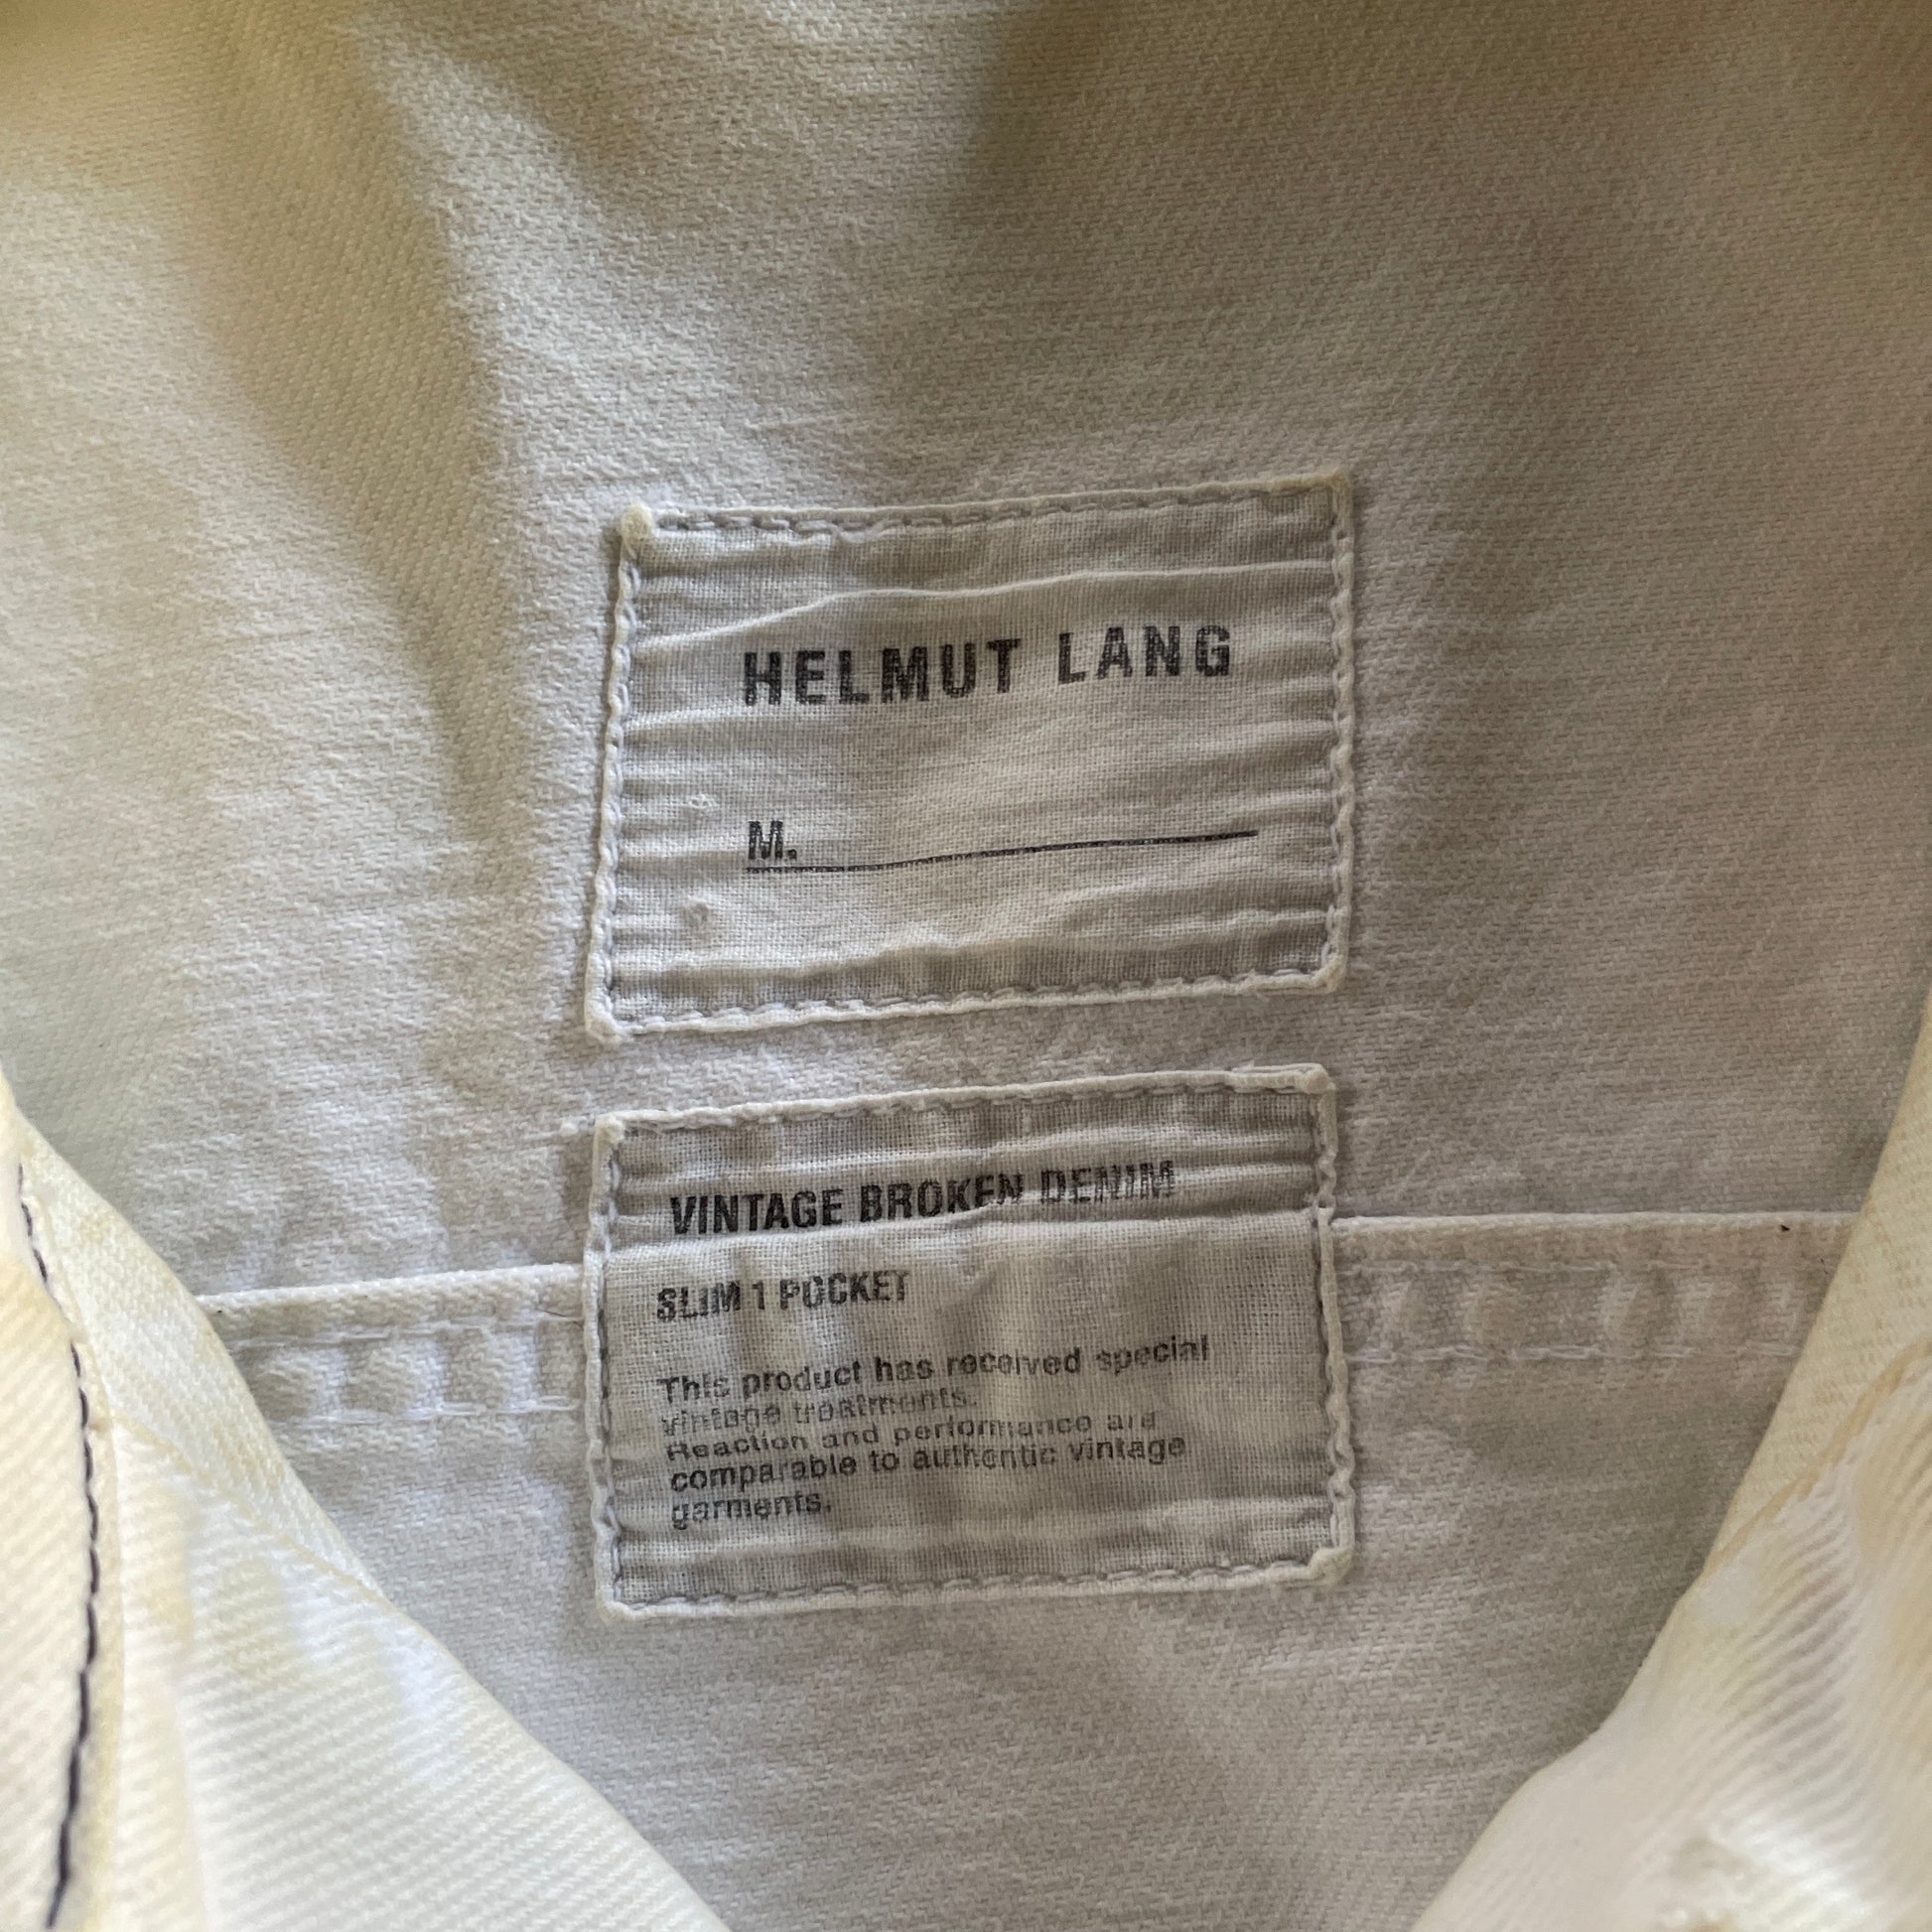 HELMUT LANG
M.
VINTAGE BROKEN DENIM
SLIM 1 POCKET
This product has received special
vintage treatments.
Reaction and performance are
comparable to authentic vintage
garments.